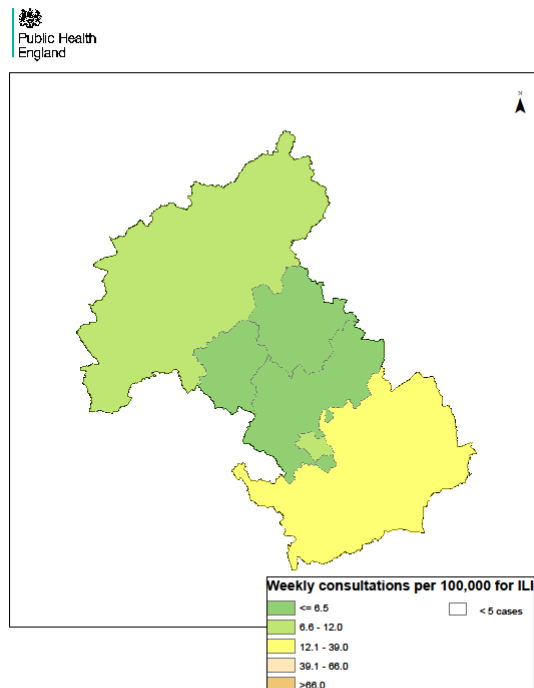 Public Health
England
N
Weekly consultations per 100,000 for ILI
<= 6.5
< 5 cases
6.6 - 12.0
12.1 - 39.0
39.1 - 66.0
>66.0